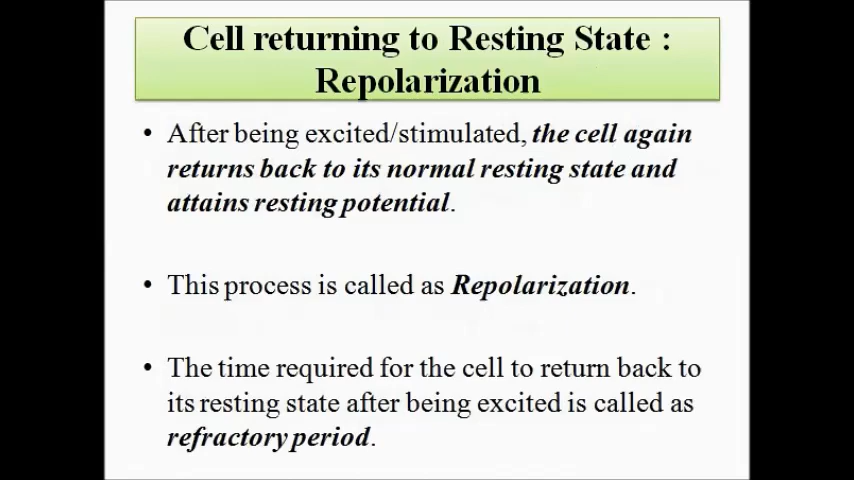 Cell returning to Resting State :
Repolarization
• After being excited/stimulated, the cell again
returns back to its normal resting state and
attains resting potential.
• This process is called as Repolarization.
• The time required for the cell to return back to
its resting state after being excited is called as
refractory period.